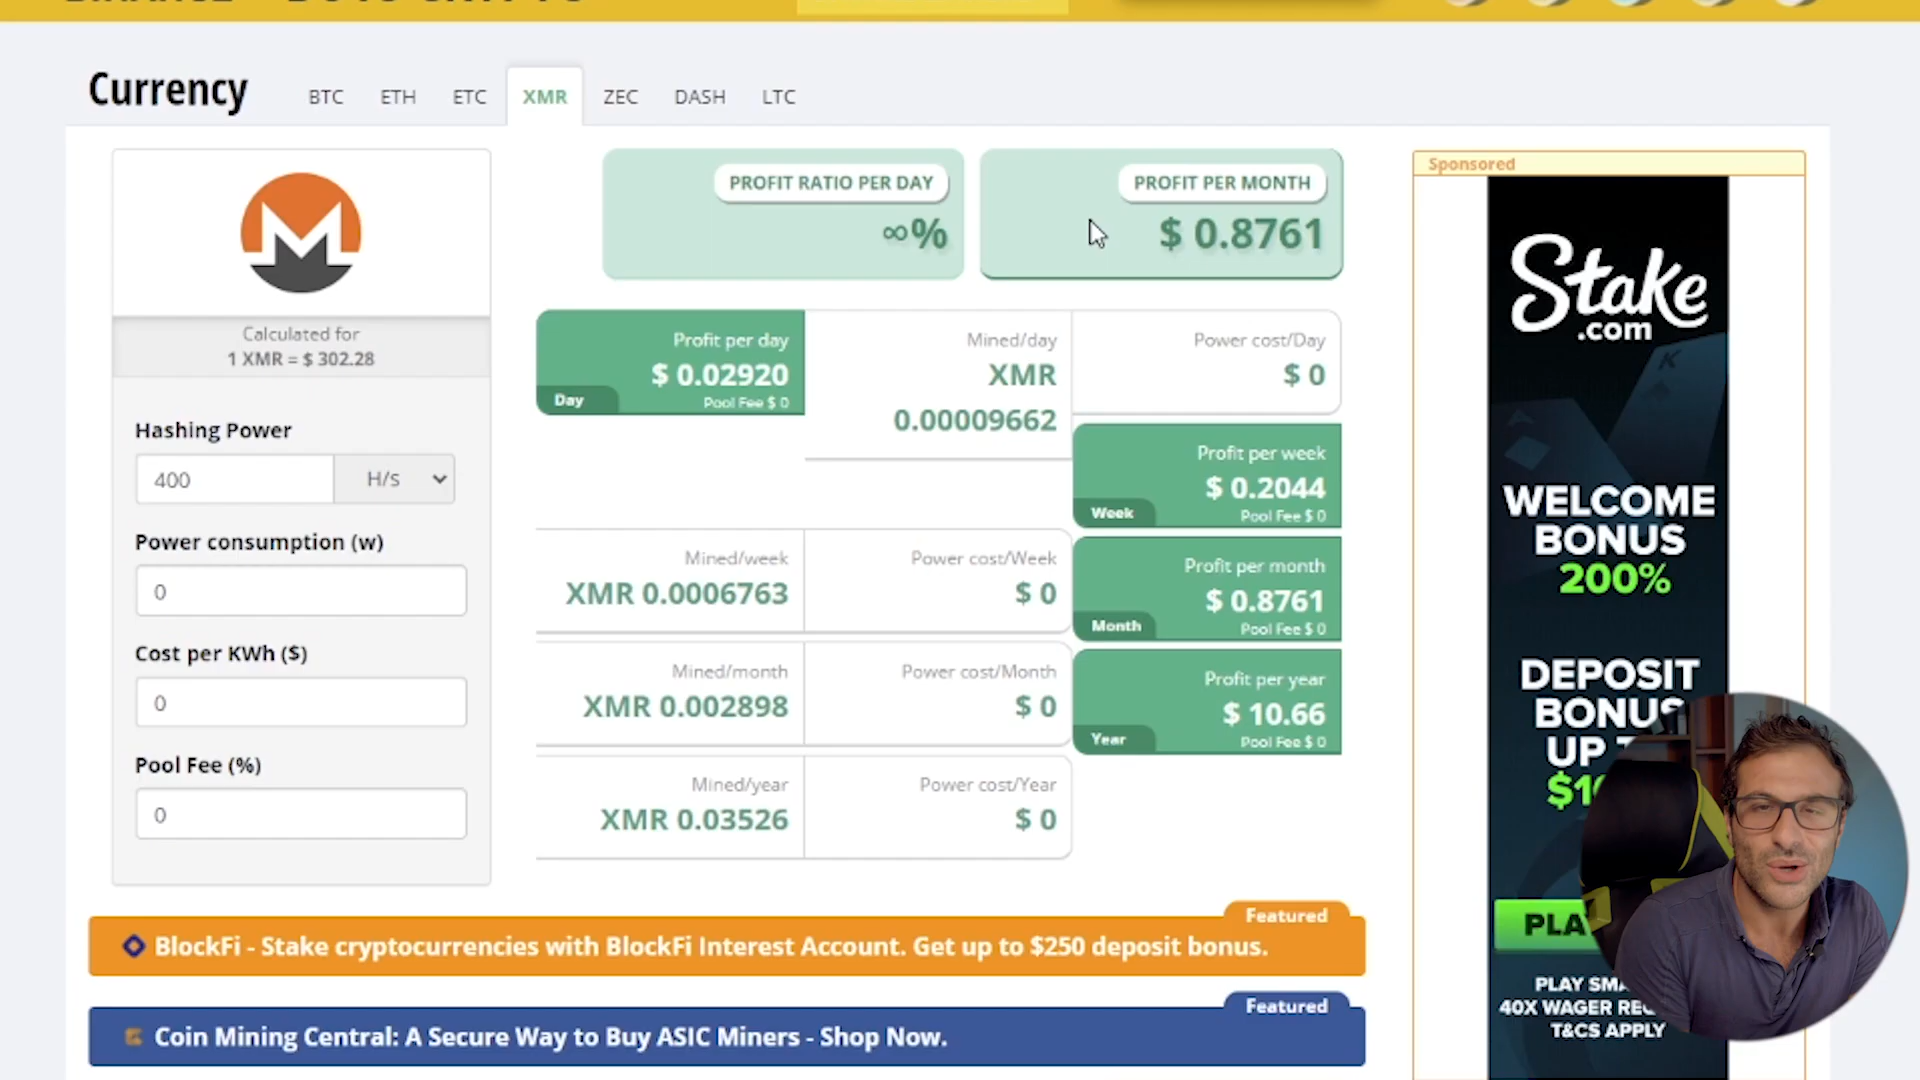 Currency
BTC
ETH
ETC
XMR
ZEC
DASH
LTC
Calculated for
1 XMR = $ 302.28
Hashing Power
400
H/s
Power consumption (w)
0
Cost per KWh ($)
0
Pool Fee (%)
0
PROFIT RATIO PER DAY
∞%
PROFIT PER MONTH
$ 0.8761
Profit per day
$ 0.02920
Day
Pool Fee $ 0
Mined/day
XMR
0.00009662
Power cost/Day
$ 0
Profit per week
$ 0.2044
Week
Pool Fee $ 0
Mined/week
XMR 0.0006763
Power cost/Week
$ 0
Profit per month
$ 0.8761
Month
Pool Fee $ 0
Mined/month
XMR 0.002898
Power cost/Month
$ 0
Profit per year
$ 10.66
Year
Pool Fee $ 0
Mined/year
XMR 0.03526
Power cost/Year
$ 0
Featured
BlockFi - Stake cryptocurrencies with BlockFi Interest Account. Get up to $250 deposit bonus.
Featured
Coin Mining Central: A Secure Way to Buy ASIC Miners - Shop Now.
Sponsored
Stake
.com
WELCOME
BONUS
200%
DEPOSIT
BONUS
UP
PLAY SM
40X WAGER
T&CS APPLY